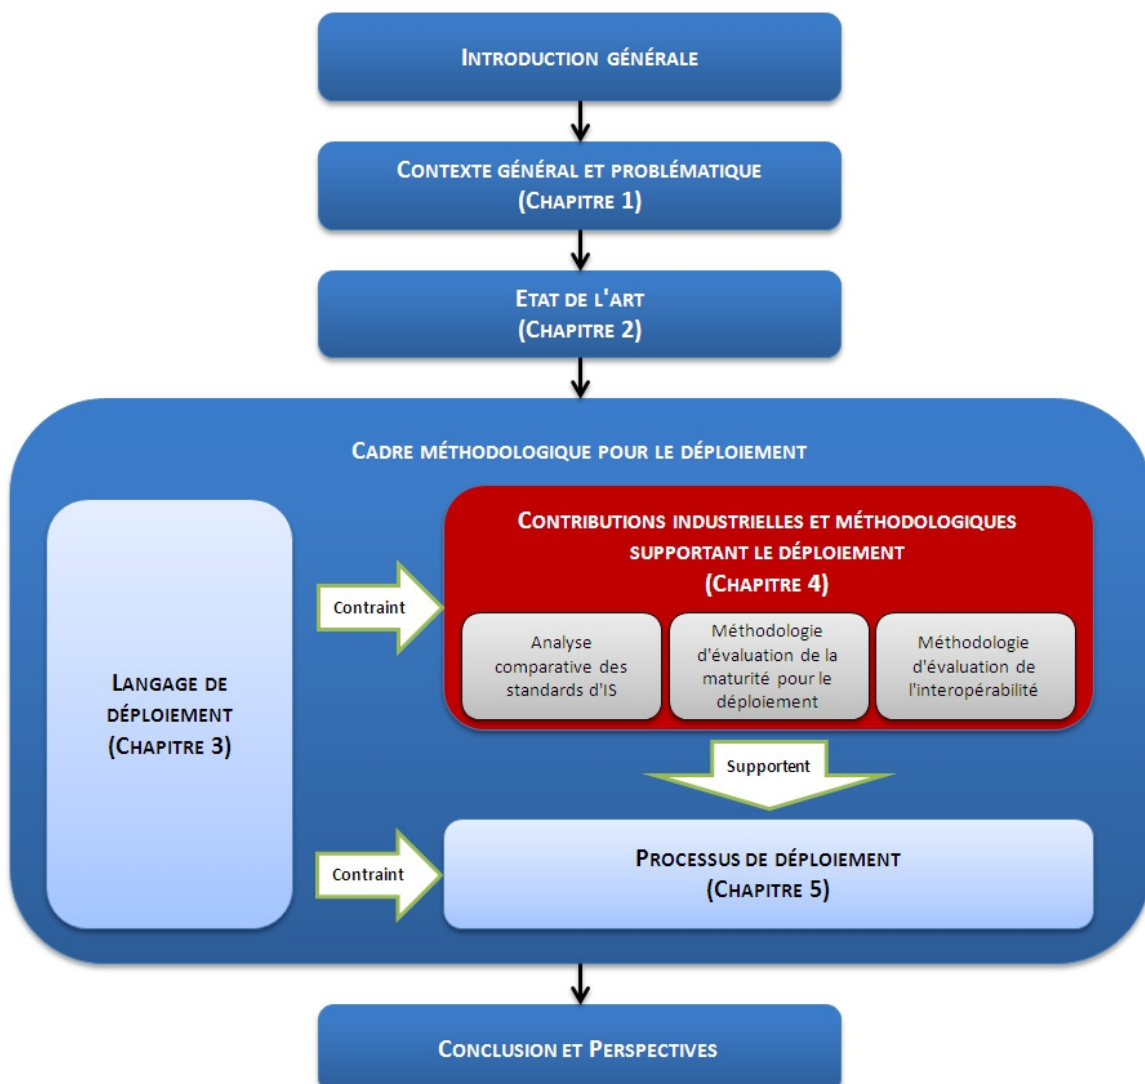 Introduction générale
Contexte général et problématique
(Chapitre 1)
Etat de l'art
(Chapitre 2)
Cadre méthodologique pour le déploiement
Langage de
déploiement
(Chapitre 3)
Contraint
Contributions industrielles et méthodologiques
supportant le déploiement
(Chapitre 4)
Analyse
comparative des
standards d'IS
Méthodologie
d'évaluation de la
maturité pour le
déploiement
Méthodologie
d'évaluation de
l'interopérabilité
Supportent
Contraint
Processus de déploiement
(Chapitre 5)
Conclusion et Perspectives